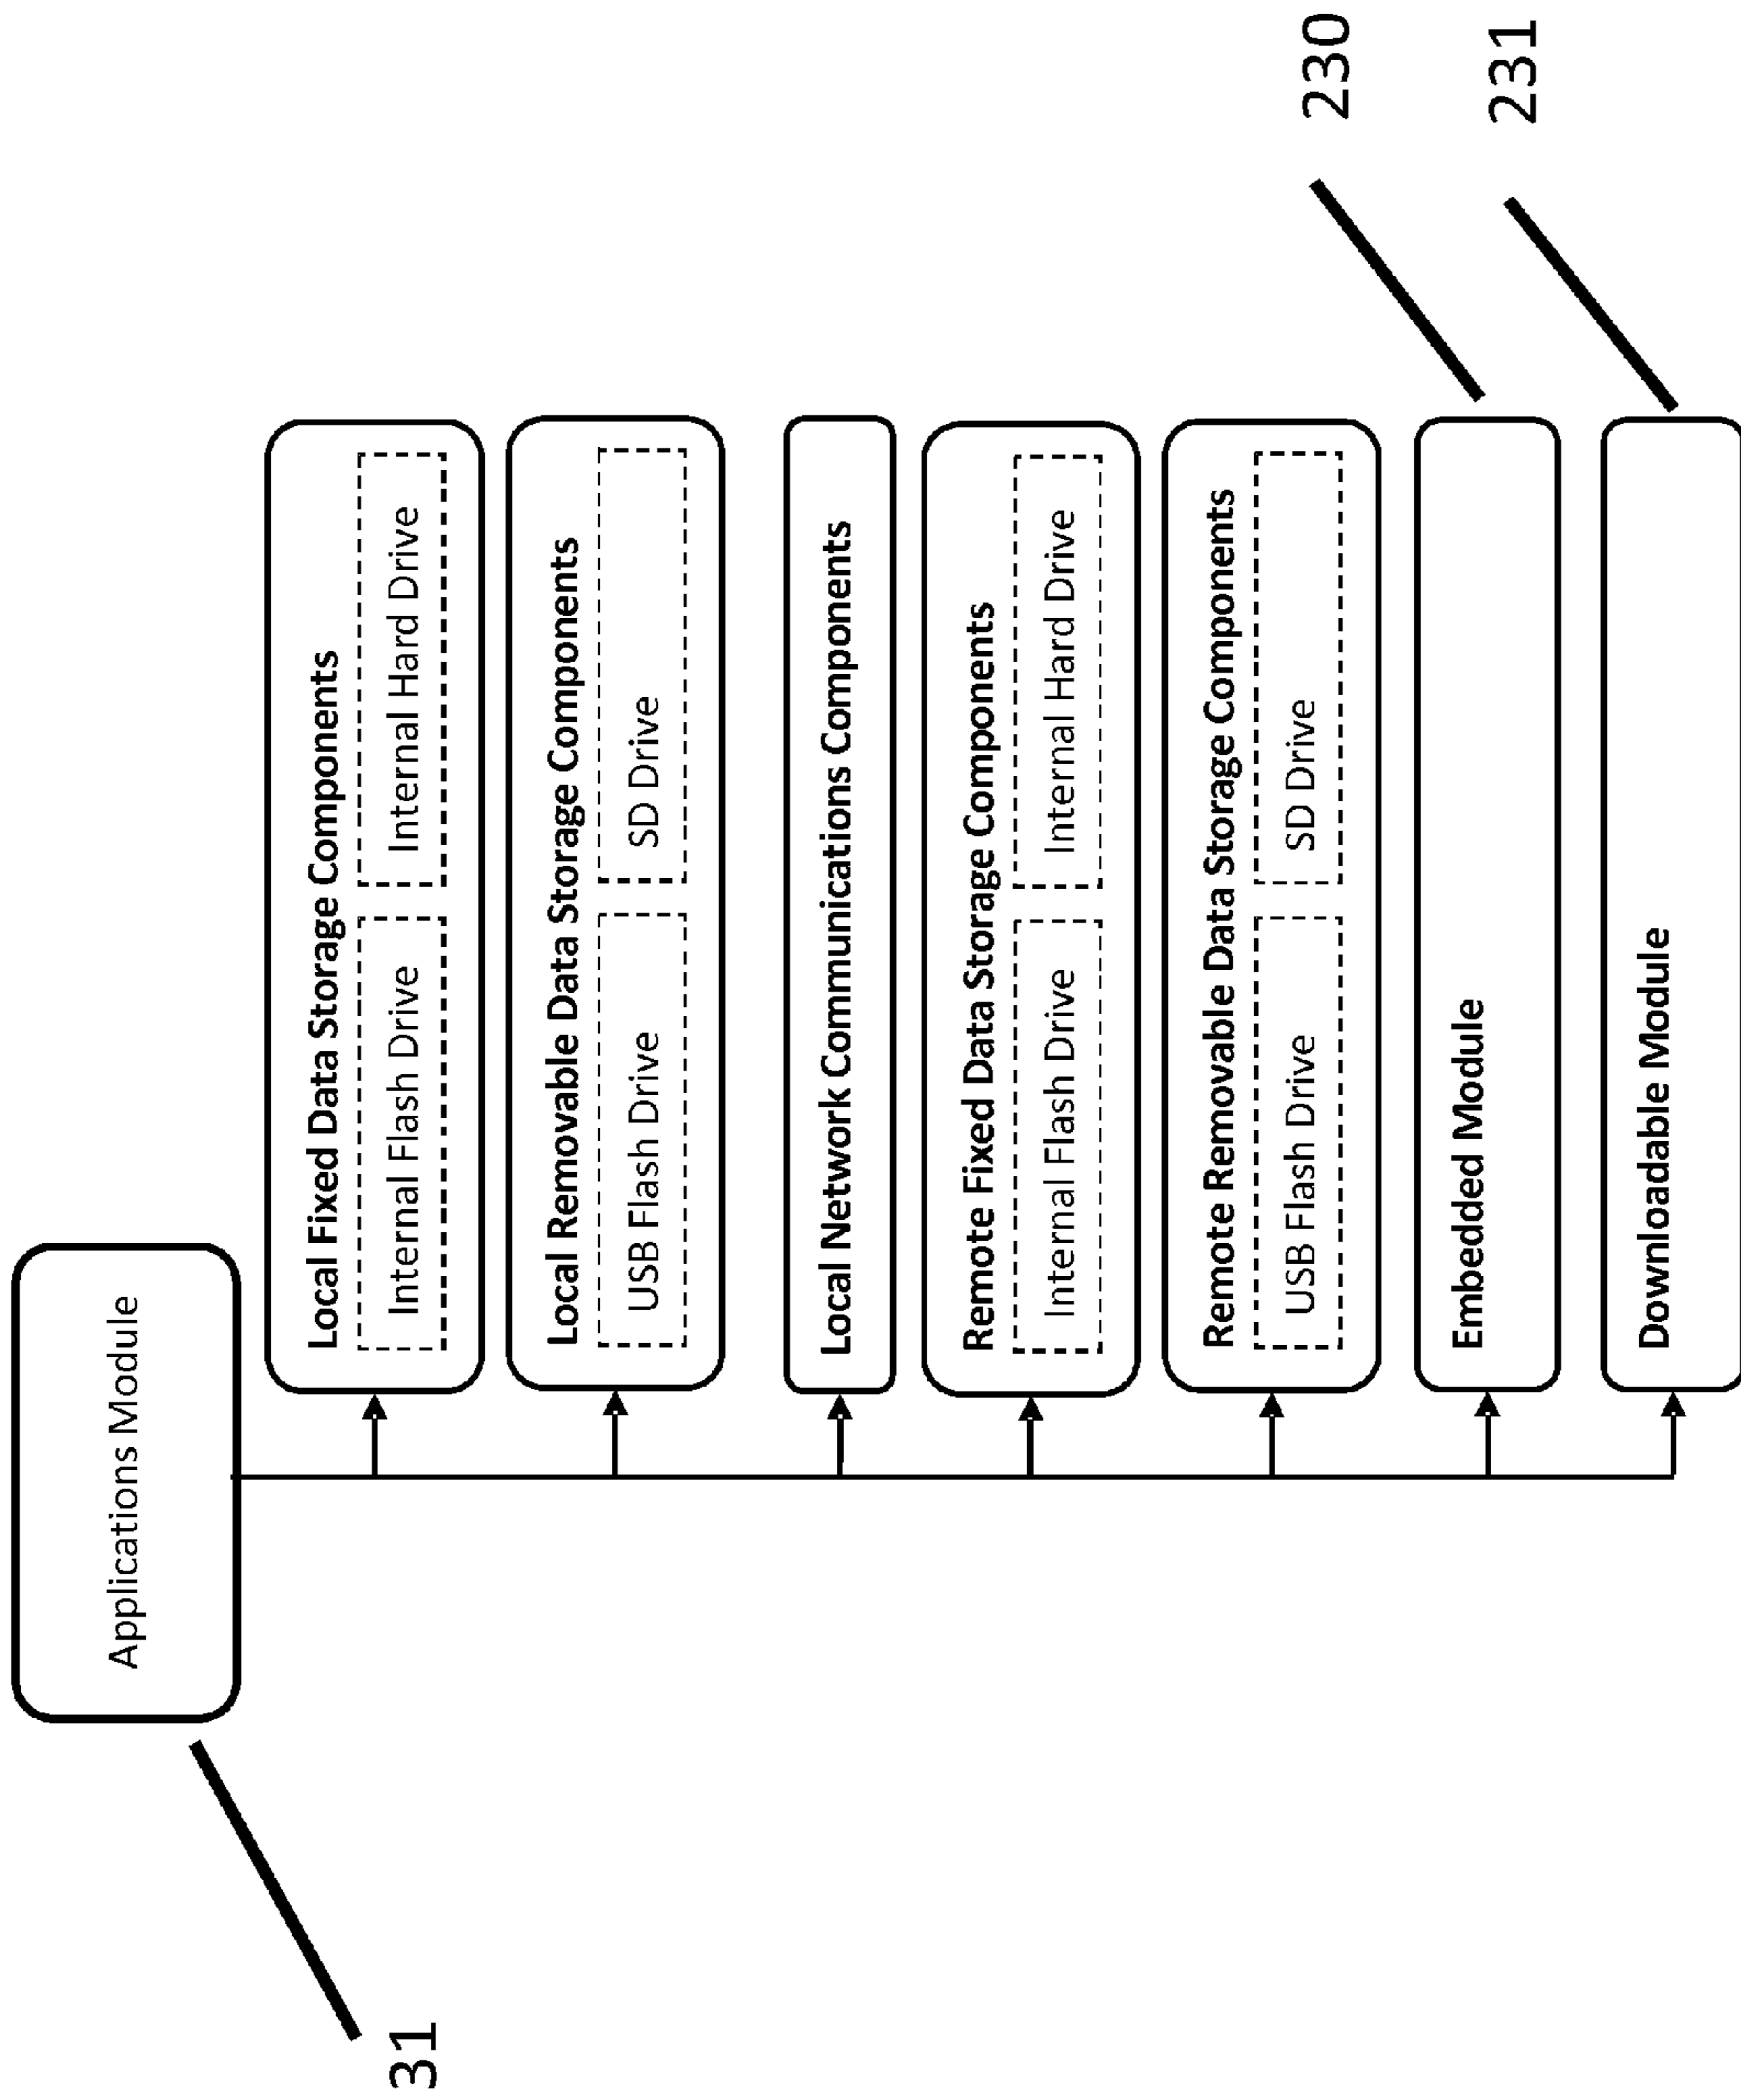 Applications Module
31
Local Fixed Data Storage Components
Internal Flash Drive
Internal Hard Drive
Local Removable Data Storage Components
USB Flash Drive
SD Drive
Local Network Communications Components
Remote Fixed Data Storage Components
Internal Flash Drive
Internal Hard Drive
Remote Removable Data Storage Components
USB Flash Drive
SD Drive
230
Embedded Module
231
Downloadable Module